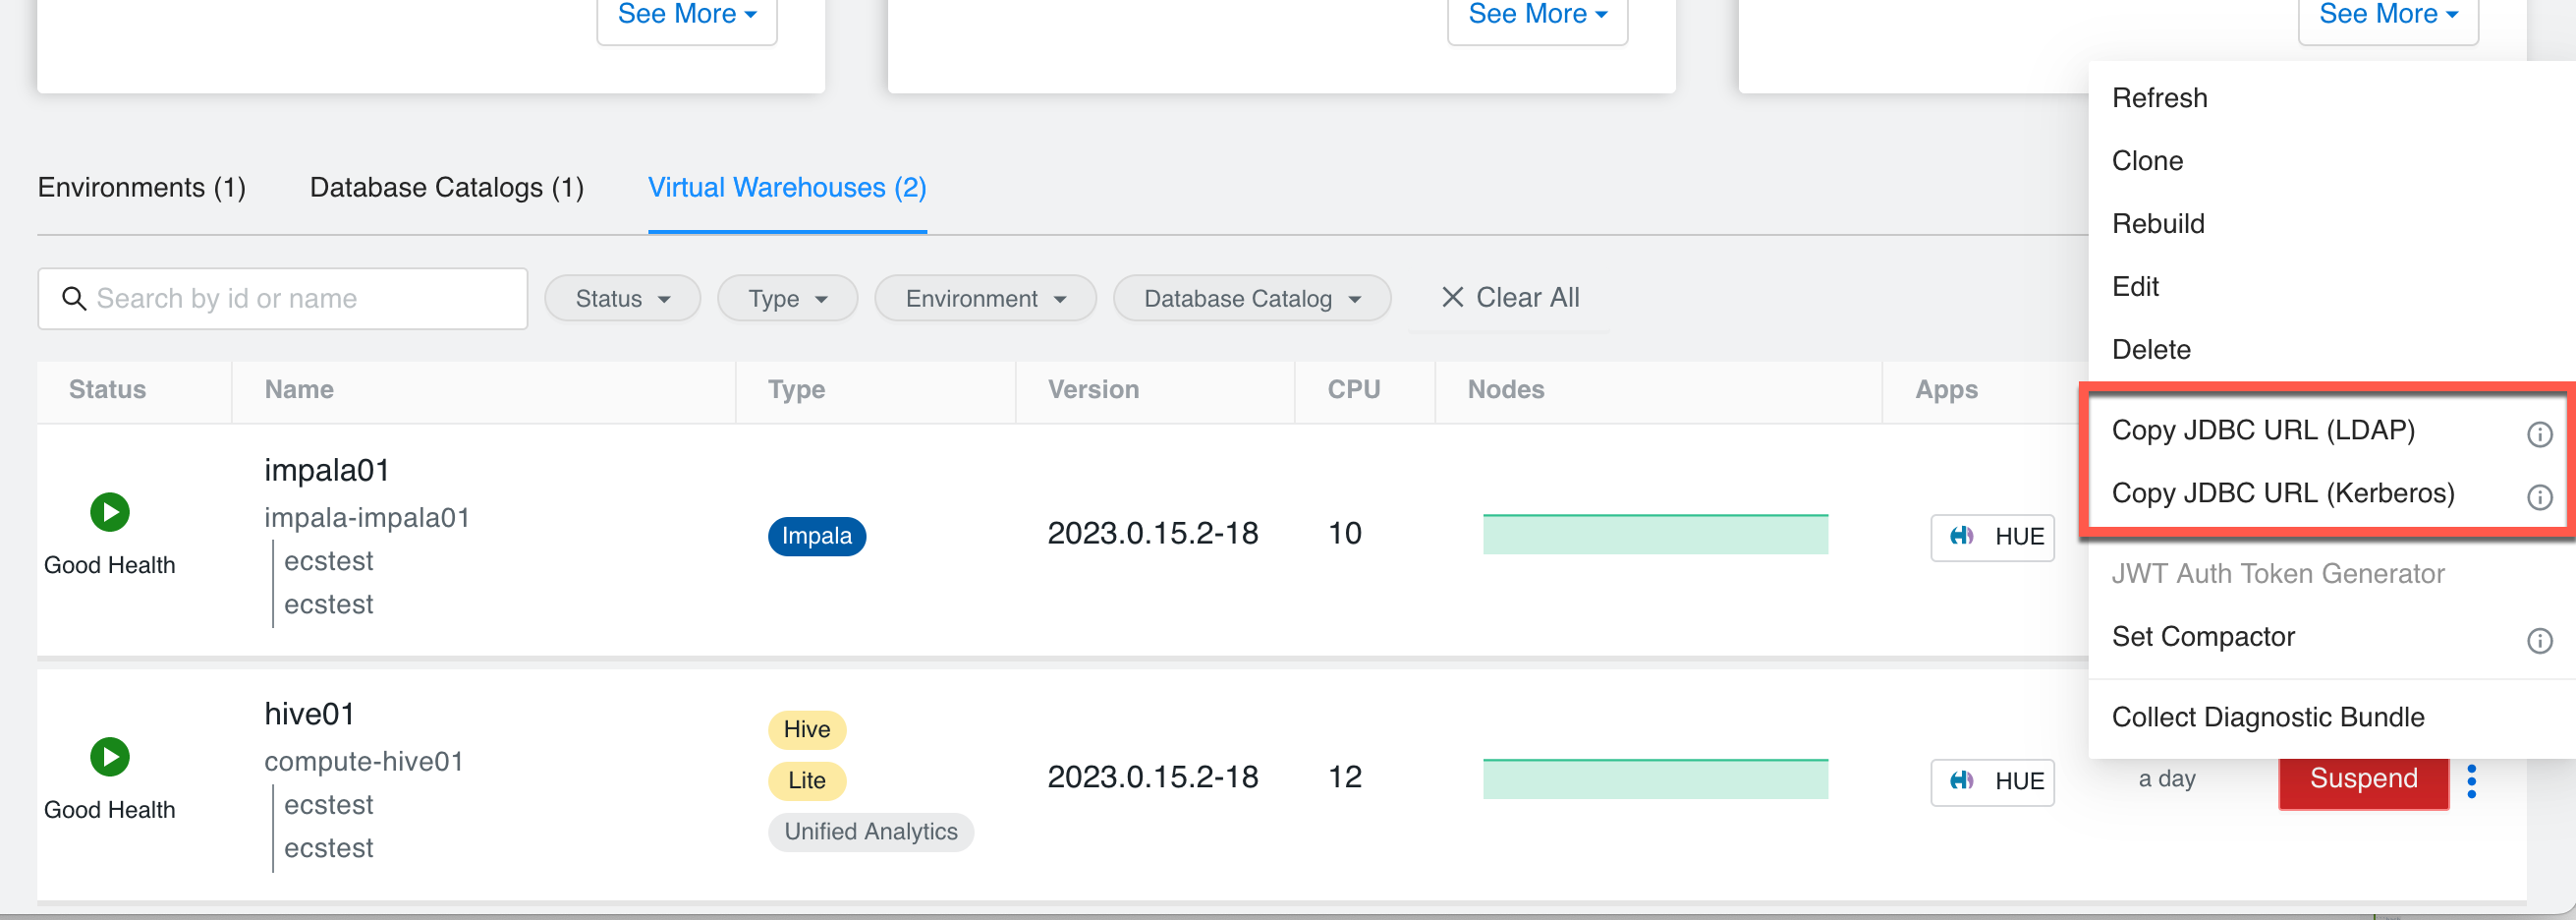 See More
See More
See More
Environments (1)
Database Catalogs (1)
Virtual Warehouses (2)
Search by id or name
Status
Type
Environment
Database Catalog
Clear All
Status
Name
Type
Version
CPU
Nodes
Apps
Good Health
impala01
impala-impala01
ecstest
ecstest
Impala
2023.0.15.2-18
10
HUE
Good Health
hive01
compute-hive01
ecstest
ecstest
Hive
Lite
Unified Analytics
2023.0.15.2-18
12
HUE
a day
Suspend
Refresh
Clone
Rebuild
Edit
Delete
Copy JDBC URL (LDAP)
Copy JDBC URL (Kerberos)
JWT Auth Token Generator
Set Compactor
Collect Diagnostic Bundle